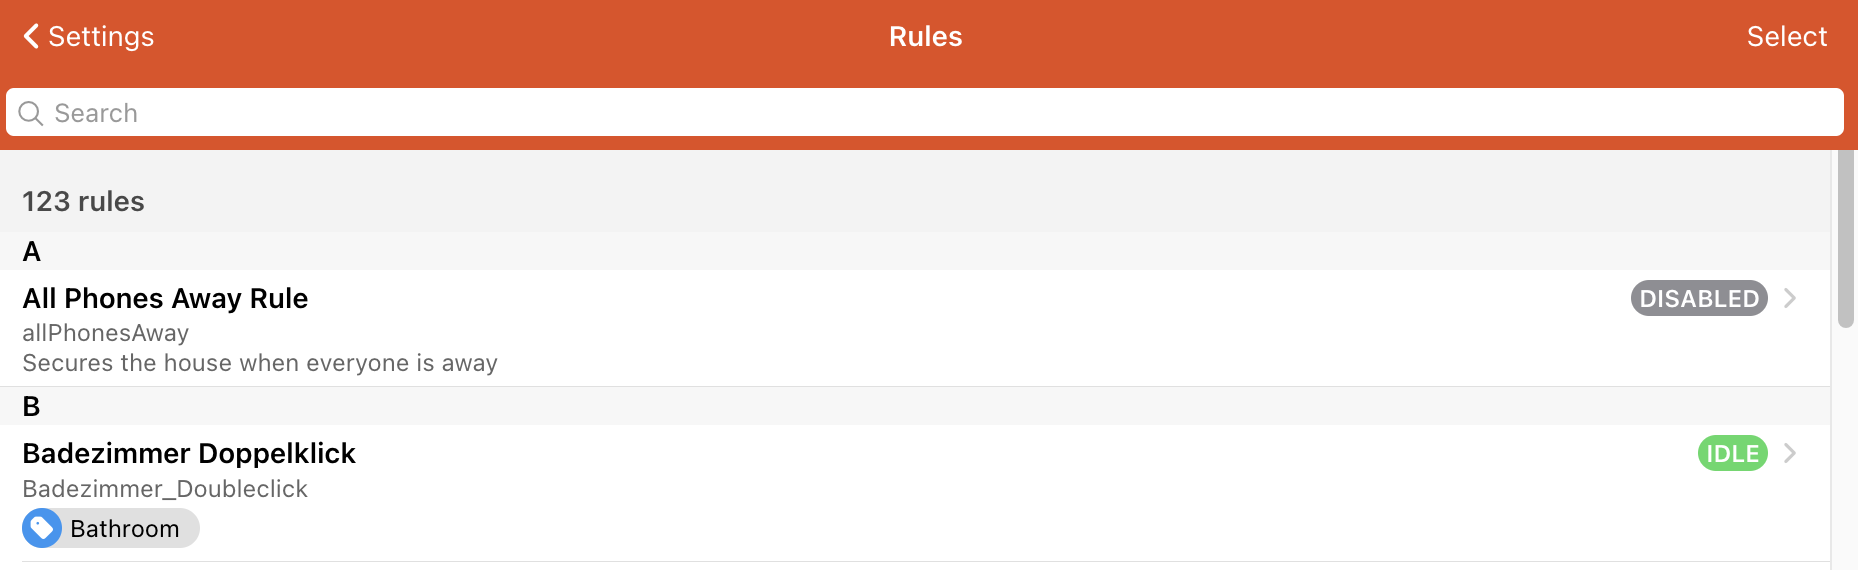 Settings
Rules
Select
Search
123 rules
A
All Phones Away Rule
DISABLED
allPhonesAway
Secures the house when everyone is away
B
Badezimmer Doppelklick
IDLE
Badezimmer_Doubleclick
Bathroom